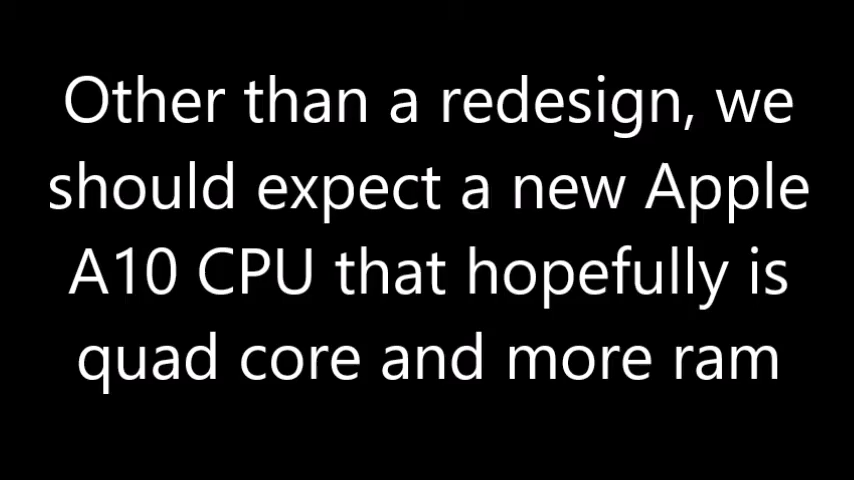 Other than a redesign, we
should expect a new Apple
A10 CPU that hopefully is
quad core and more ram